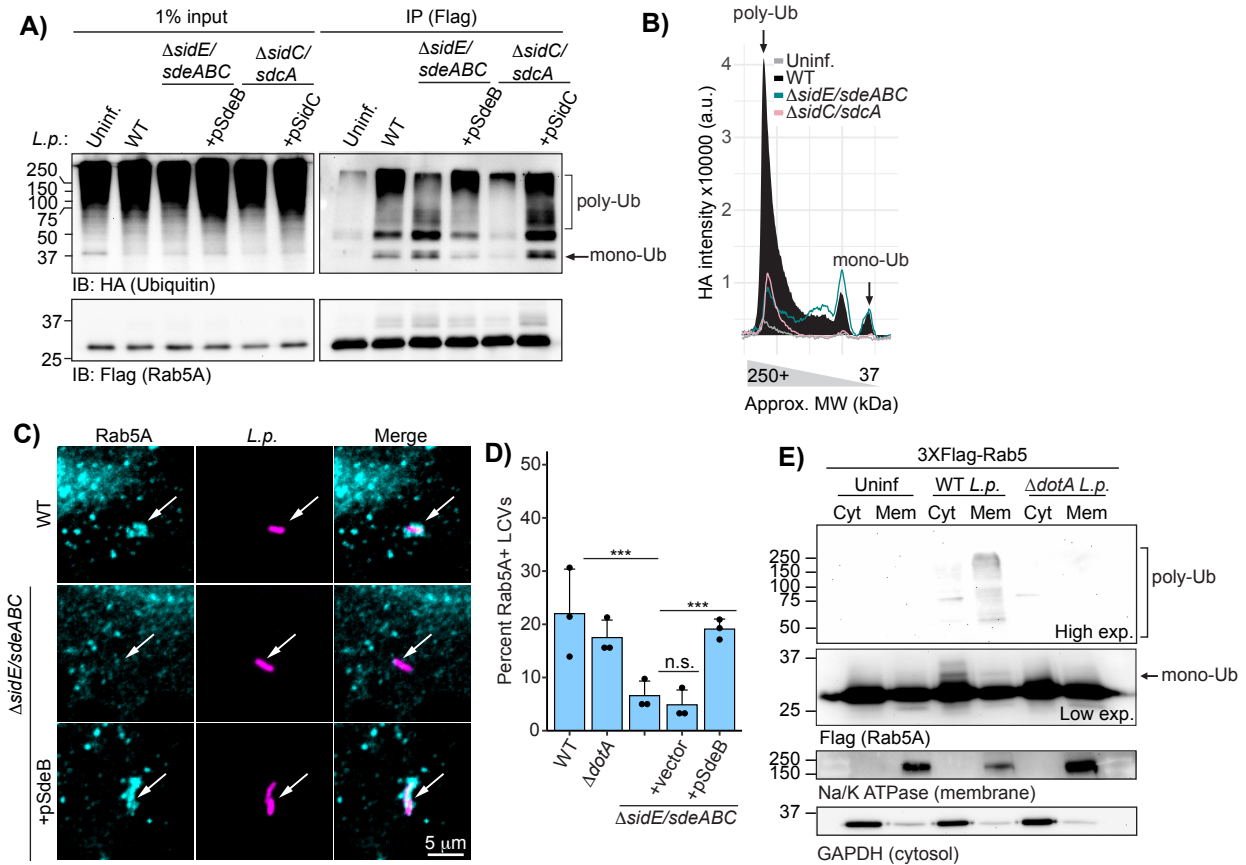 A)
1% input
IP (Flag)
ΔsidE/
sdeABC
ΔsidC/
sdcA
ΔsidE/
sdeABC
ΔsidC/
sdcA
L.p.:
Uninf.
WT
+pSdeB
+pSidC
Uninf.
WT
+pSdeB
+pSidC
250
150
100
75
50
37
poly-Ub
mono-Ub
IB: HA (Ubiquitin)
37
25
IB: Flag (Rab5A)
B)
poly-Ub
Uninf.
WT
ΔsidE/sdeABC
ΔsidC/sdcA
mono-Ub
HA intensity x10000 (a.u.)
4
3
2
1
250+
37
Approx. MW (kDa)
C)
Rab5A
L.p.
Merge
WT
ΔsidE/sdeABC
+pSdeB
5 µm
D)
Percent Rab5A+ LCVs
50
40
30
20
10
0
***
***
n.s.
WT
ΔdotA
-
+vector
+pSdeB
ΔsidE/sdeABC
E)
3XFlag-Rab5
Uninf
WT L.p.
ΔdotA L.p.
Cyt Mem Cyt Mem Cyt Mem
250
150
100
75
50
poly-Ub
High exp.
37
25
mono-Ub
Low exp.
Flag (Rab5A)
250
150
Na/K ATPase (membrane)
37
GAPDH (cytosol)